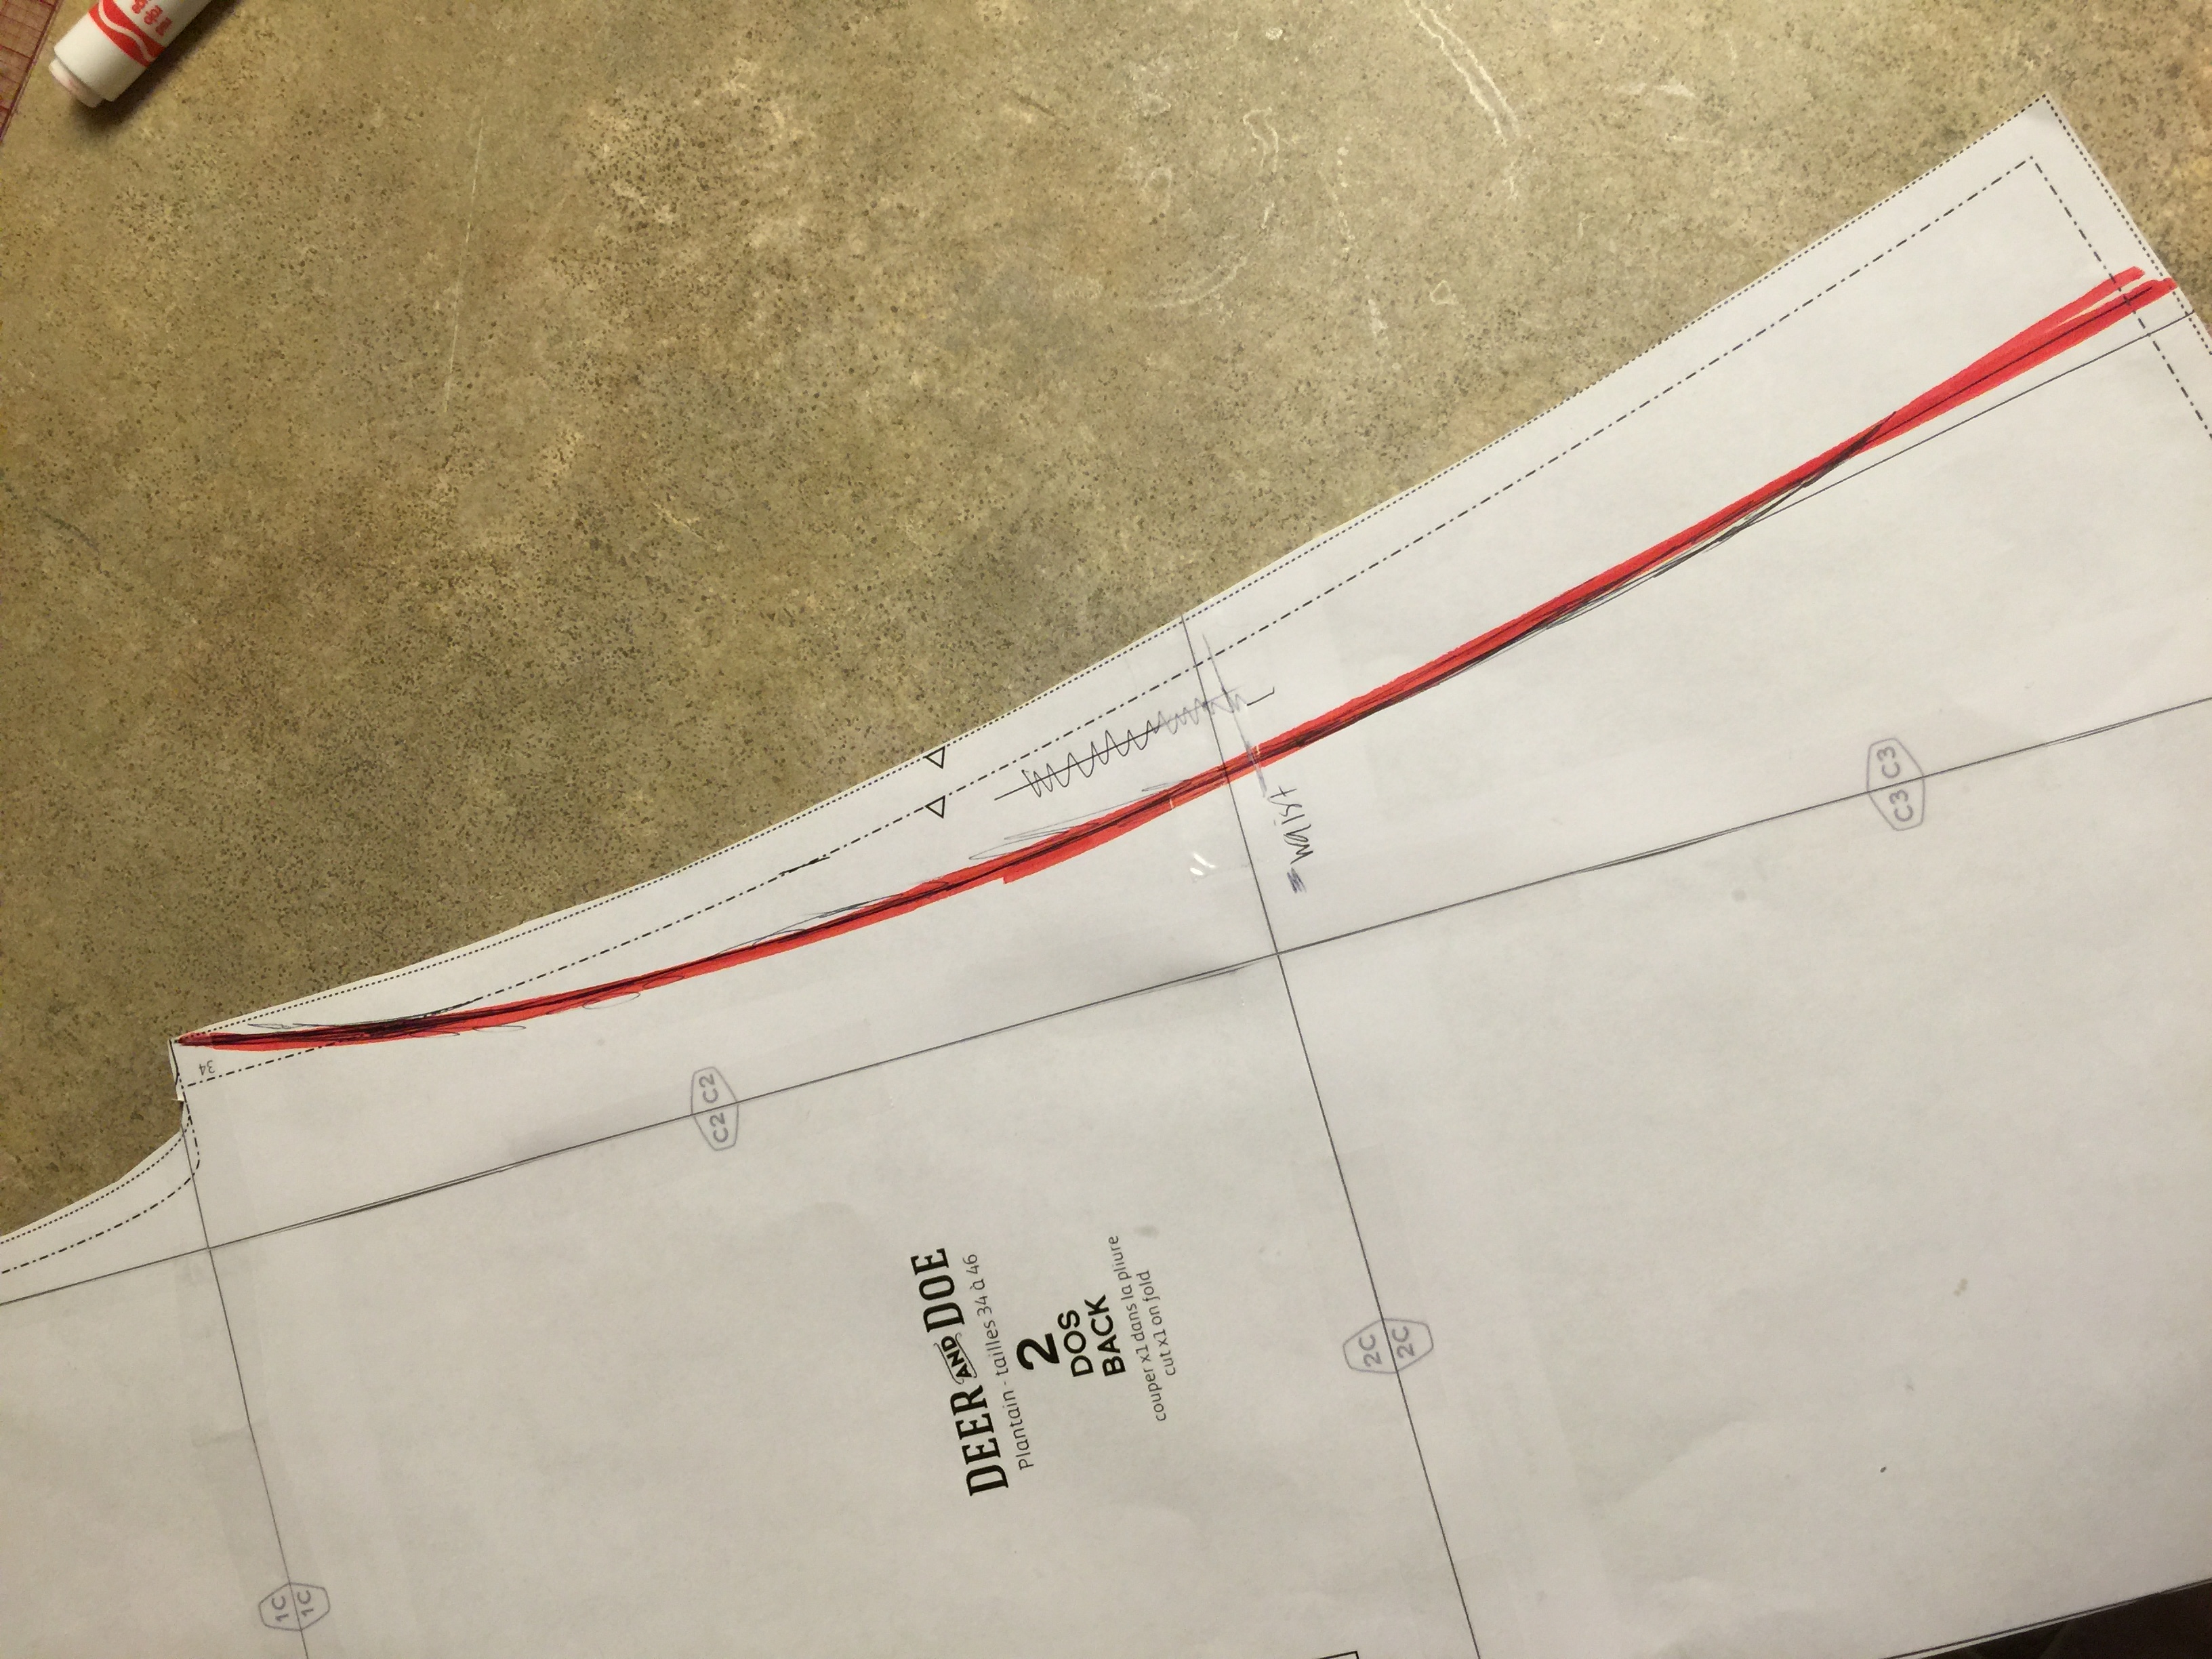 34
1C
1C
C2 C2
DEER AND DOE
Plantain - tailles 34 à 46
2
DOS
BACK
couper x1 dans la pliure
cut x1 on fold
waist
2C
2C
C3 C3